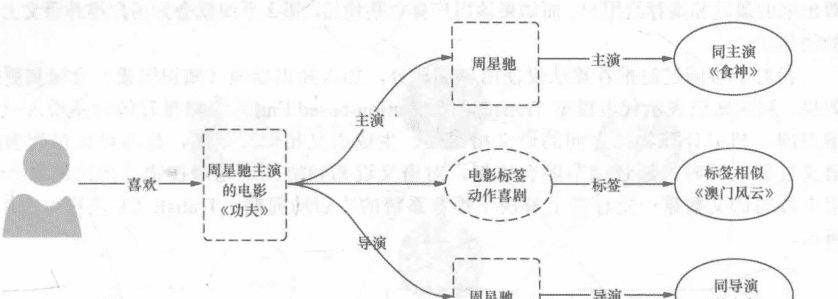 周星驰
主演
同主演
《食神》
主演
喜欢
周星驰主演
的电影
《功夫》
电影标签
动作喜剧
标签
标签相似
《澳门风云》
导演
周星驰
导演
同导演